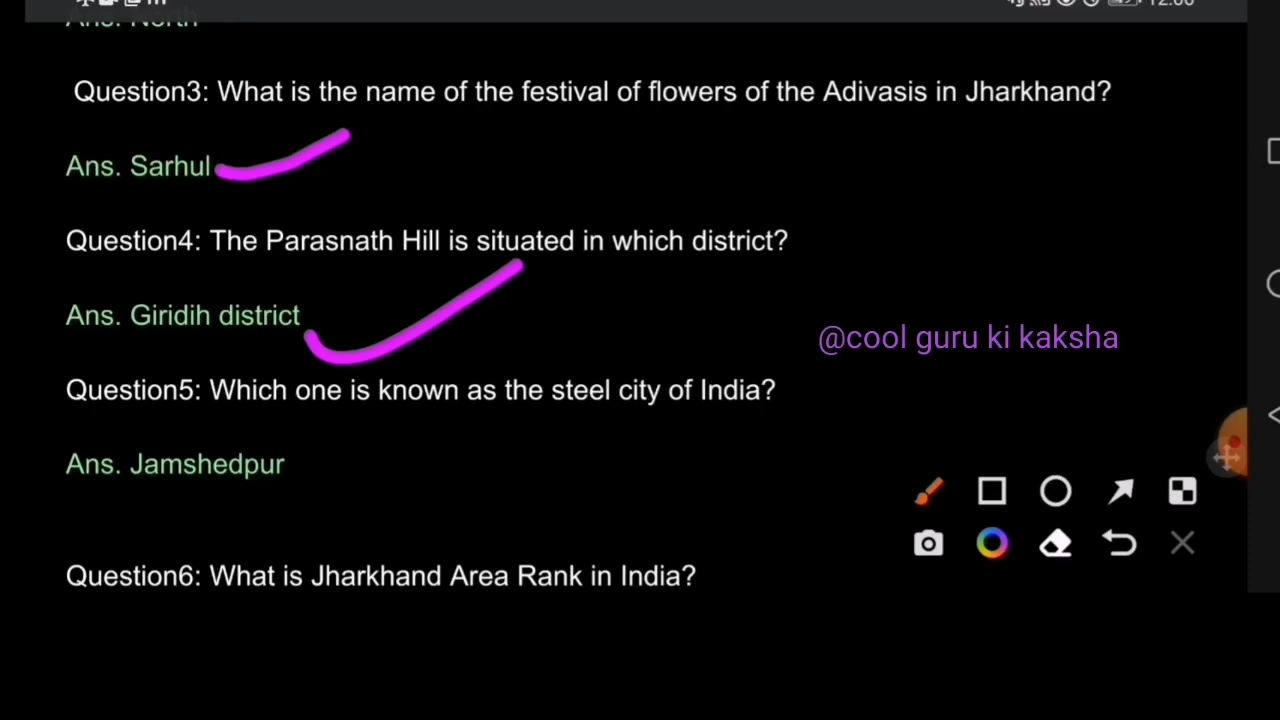 Ans. North
Question3: What is the name of the festival of flowers of the Adivasis in Jharkhand?
Ans. Sarhul
Question4: The Parasnath Hill is situated in which district?
Ans. Giridih district
@cool guru ki kaksha
Question5: Which one is known as the steel city of India?
Ans. Jamshedpur
Question6: What is Jharkhand Area Rank in India?